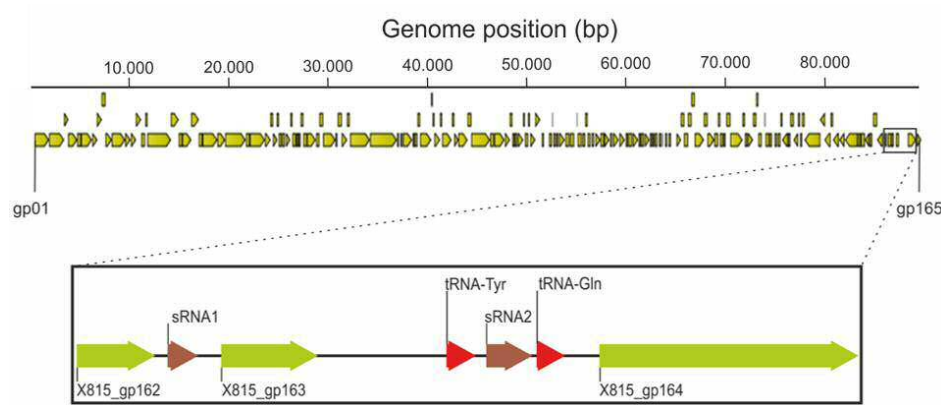 Genome position (bp)
10.000 20.000 30.000 40.000 50.000 60.000 70.000 80.000
gp01 gp165
tRNA-Tyr tRNA-Gln
sRNA1 sRNA2
X815_gp162 X815_gp163 X815_gp164